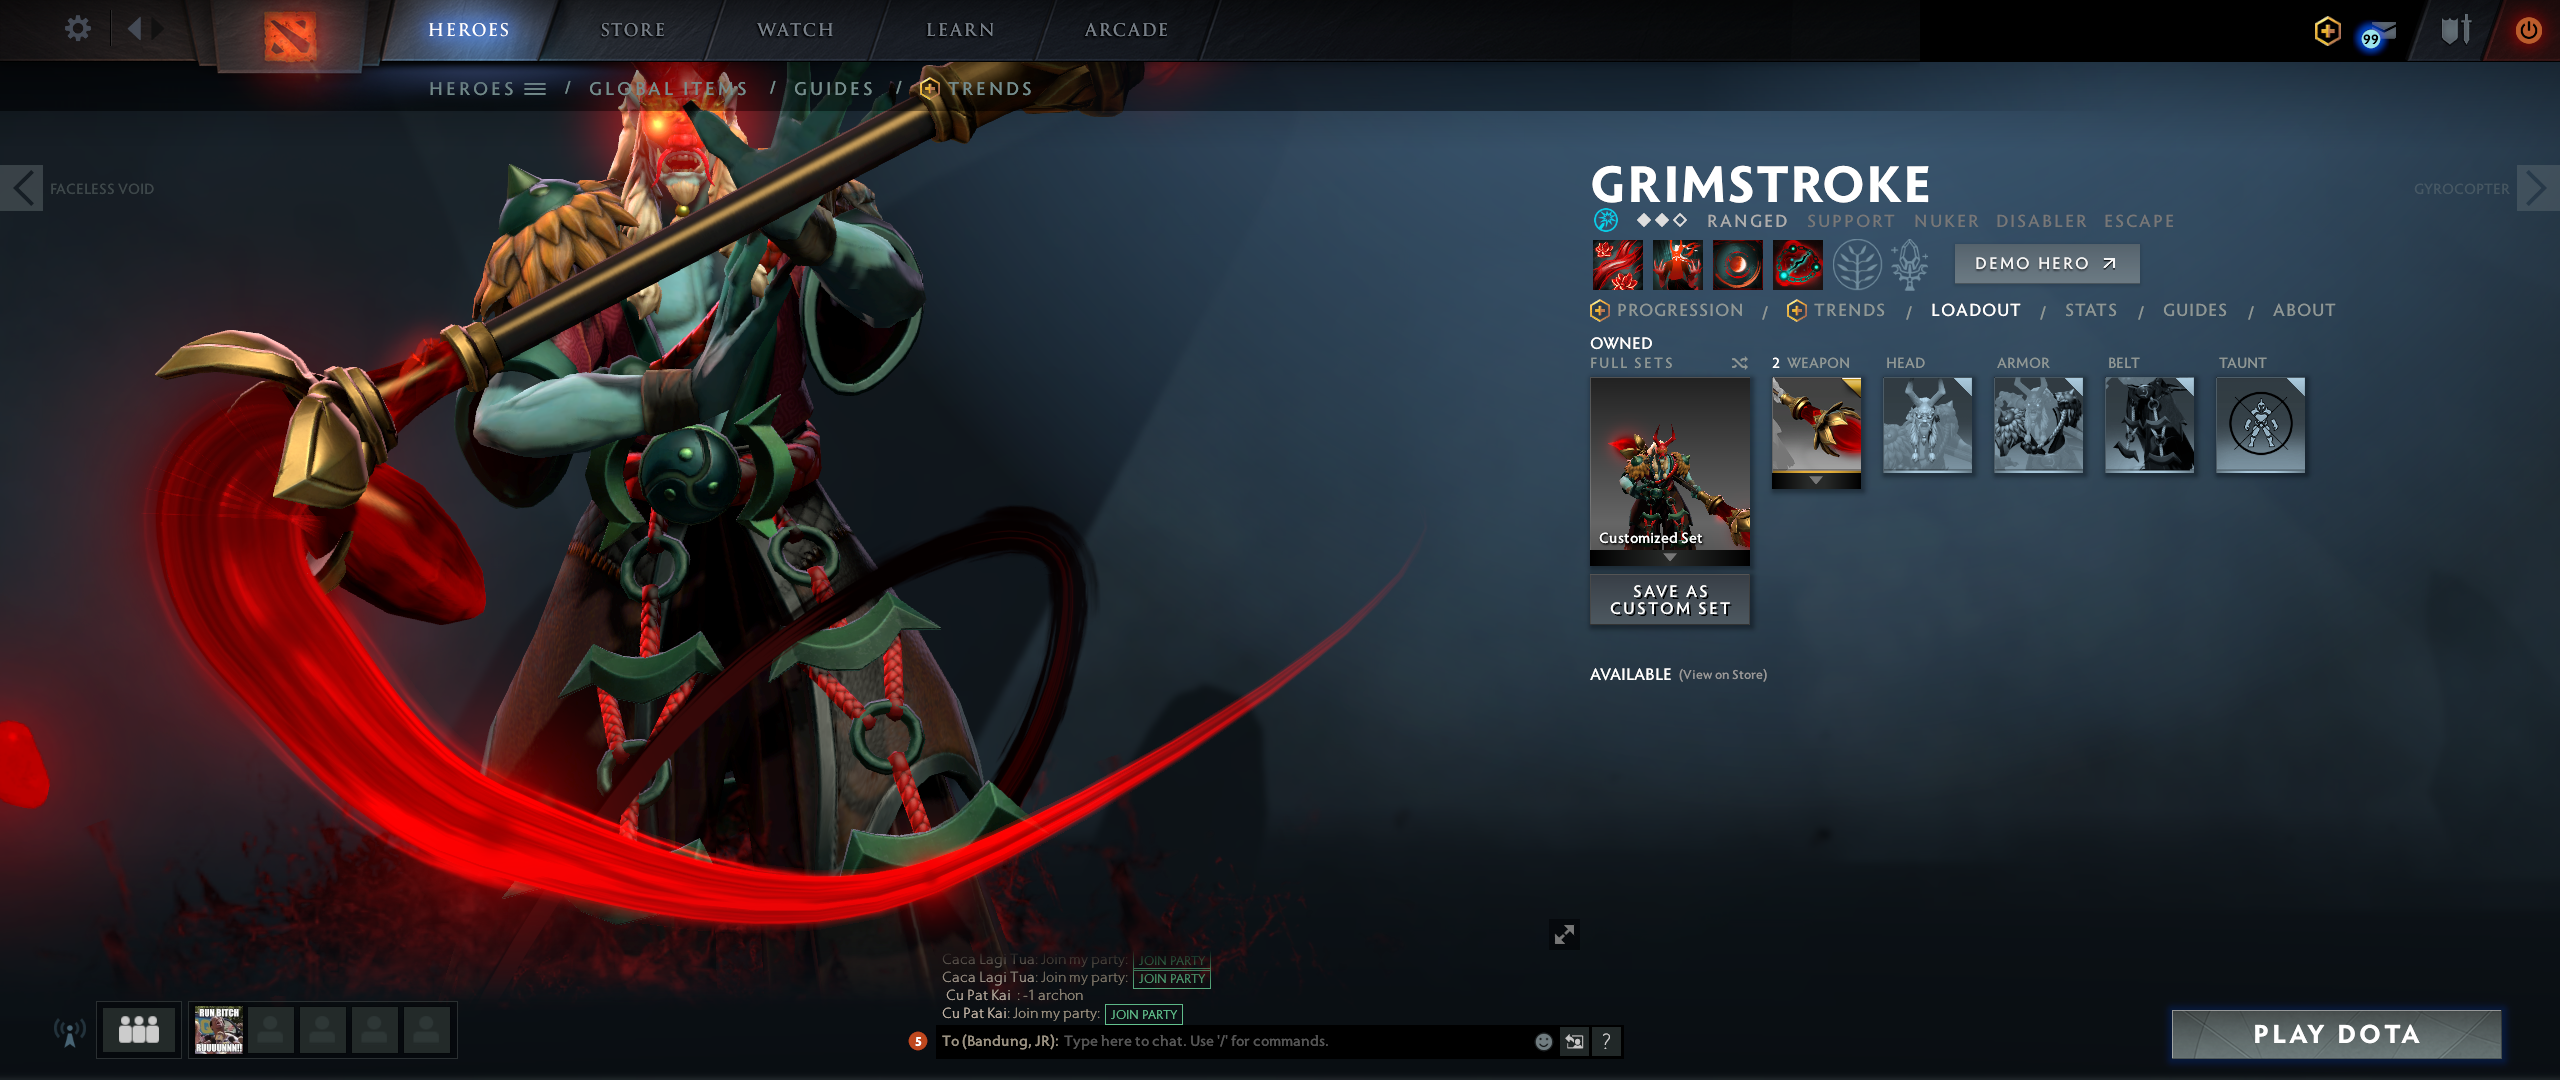 HEROES STORE WATCH LEARN ARCADE
99
HEROES / GLOBAL ITEMS / GUIDES / TRENDS
FACELESS VOID
GYROCOPTER
GRIMSTROKE
RANGED SUPPORT NUKER DISABLER ESCAPE
DEMO HERO
PROGRESSION / TRENDS / LOADOUT / STATS / GUIDES / ABOUT
OWNED
FULL SETS 2 WEAPON HEAD ARMOR BELT TAUNT
Customized Set
SAVE AS
CUSTOM SET
AVAILABLE (View on Store)
Caca Lagi Tua: Join my party: JOIN PARTY
Caca Lagi Tua: Join my party: JOIN PARTY
Cu Pat Kai : -1 archon
Cu Pat Kai: Join my party: JOIN PARTY
RUN BITCH
RUUUUNNN!!
5 To (Bandung, JR): Type here to chat. Use '/' for commands. ?
PLAY DOTA